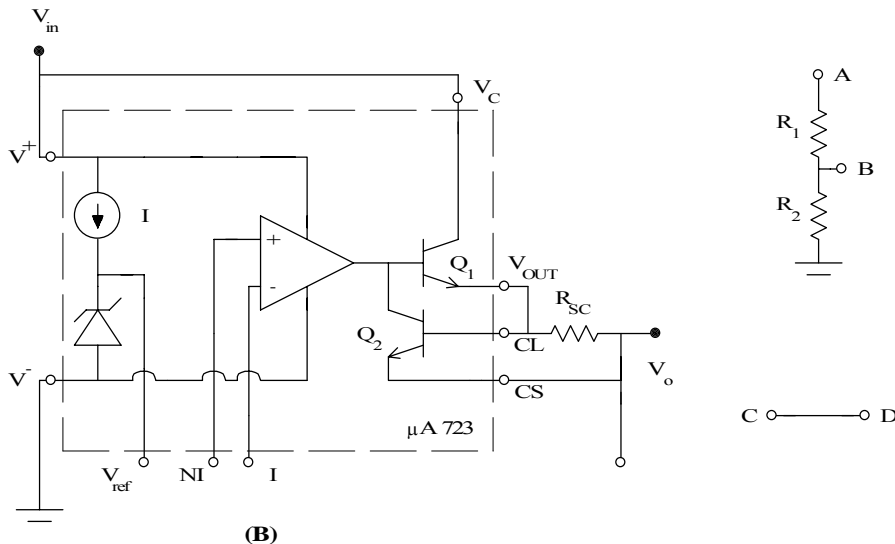 V_in
V_C
V^+
I
V_OUT
Q_1
R_SC
Q_2
CL
V_o
V^-
CS
µA 723
V_ref
NI
I
(B)
+
-
A
R_1
B
R_2
C
D